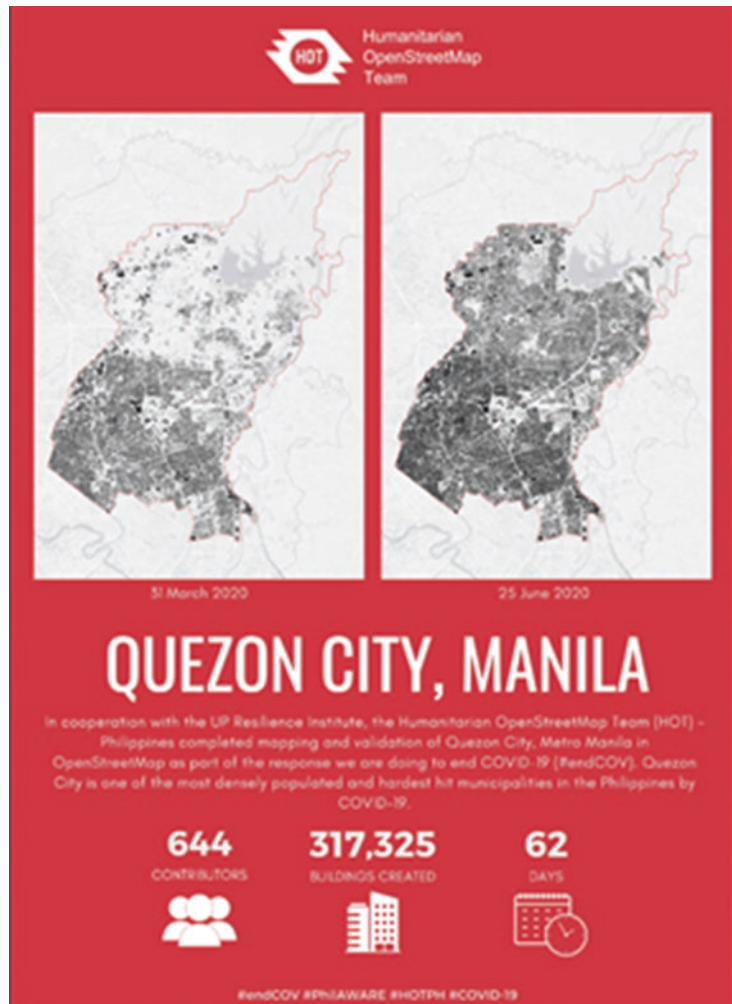 HOT
Humanitarian
OpenStreetMap
Team
31 March 2020
25 June 2020
QUEZON CITY, MANILA
In cooperation with the UP Resilience Institute, the Humanitarian OpenStreetMap Team (HOT) -
Philippines completed mapping and validation of Quezon City, Metro Manila in
OpenStreetMap as part of the response we are doing to end COVID-19 (#endCOV). Quezon
City is one of the most densely populated and hardest hit municipalities in the Philippines by
COVID-19.
644
317,325
62
CONTRIBUTORS
BUILDINGS CREATED
DAYS
#endCOV #PhilAWARE #HOTPH #COVID-19